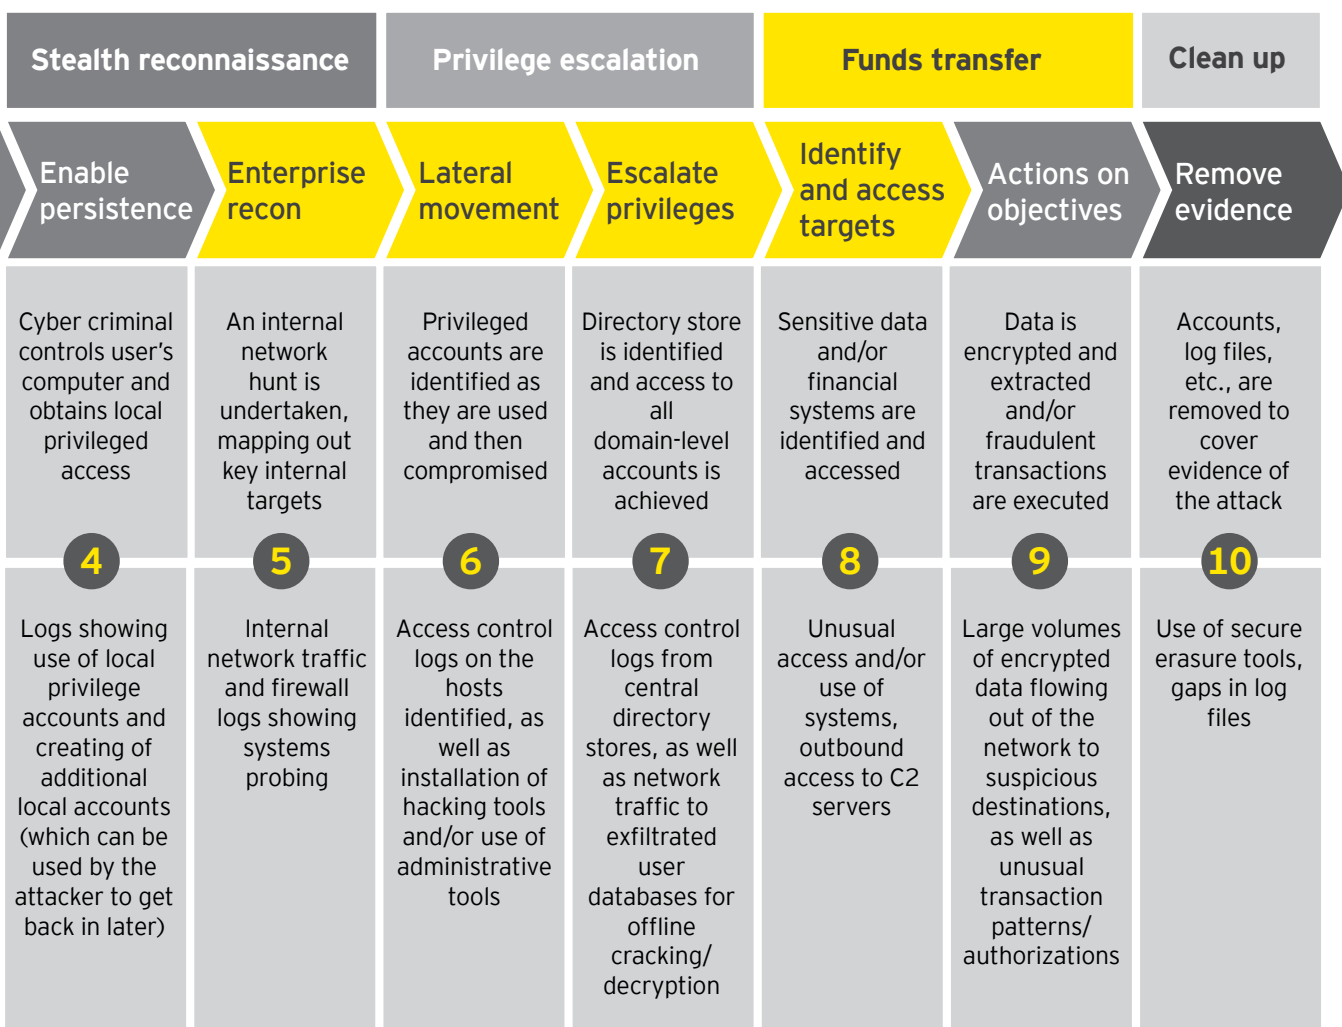 Stealth reconnaissance
Privilege escalation
Funds transfer
Clean up
Enable
persistence
Enterprise
recon
Lateral
movement
Escalate
privileges
Identify
and access
targets
Actions on
objectives
Remove
evidence
Cyber criminal
controls user's
computer and
obtains local
privileged
access
An internal
network
hunt is
undertaken,
mapping out
key internal
targets
Privileged
accounts are
identified as
they are used
and then
compromised
Directory store
is identified
and access to
all
domain-level
accounts is
achieved
Sensitive data
and/or
financial
systems are
identified and
accessed
Data is
encrypted and
extracted
and/or
fraudulent
transactions
are executed
Accounts,
log files,
etc., are
removed to
cover
evidence of
the attack
4
5
6
7
8
9
10
Logs showing
use of local
privilege
accounts and
creating of
additional
local accounts
(which can be
used by the
attacker to get
back in later)
Internal
network traffic
and firewall
logs showing
systems
probing
Access control
logs on the
hosts
identified, as
well as
installation of
hacking tools
and/or use of
administrative
tools
Access control
logs from
central
directory
stores, as well
as network
traffic to
exfiltrated
user
databases for
offline
cracking/
decryption
Unusual
access and/or
use of
systems,
outbound
access to C2
servers
Large volumes
of encrypted
data flowing
out of the
network to
suspicious
destinations,
as well as
unusual
transaction
patterns/
authorizations
Use of secure
erasure tools,
gaps in log
files